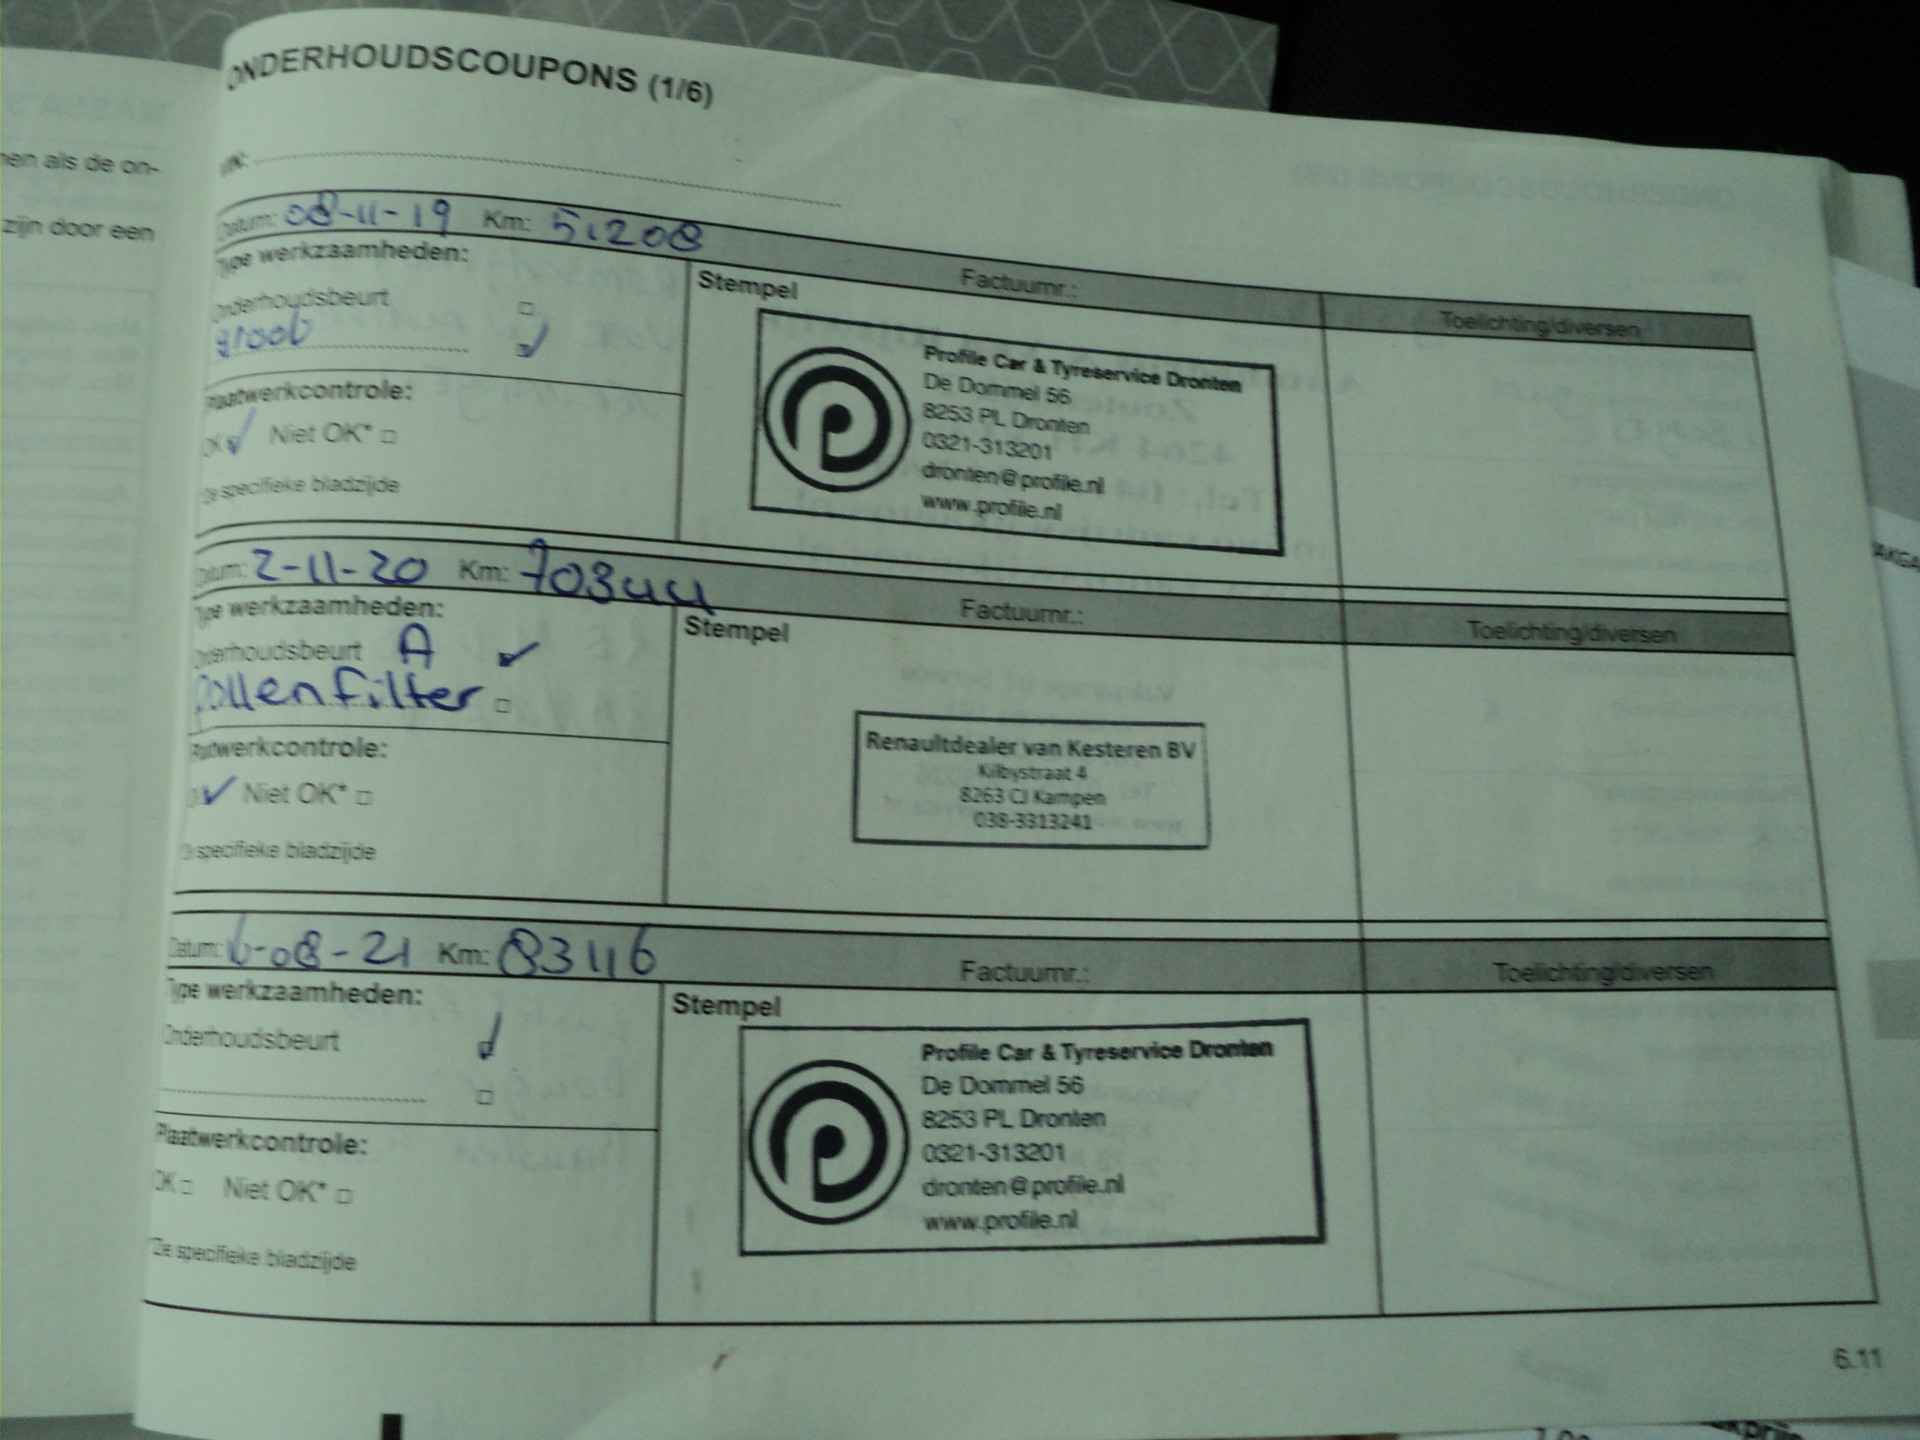 ONDERHOUDSCOUPONS (1/6)
nen als de on-
zijn door een
Datum: 08-11-19 Km: 51208 Factuurnr.: Toelichting/diversen
Type werkzaamheden:
Stempel
Onderhoudsbeurt
groot
Plaatwerkcontrole:
OK Niet OK*
Zie specifieke bladzijde
Profile Car & Tyreservice Dronten
De Dommel 56
8253 PL Dronten
0321-313201
dronten@profile.nl
www.profile.nl
Datum: 2-11-20 Km: 70344 Factuurnr.: Toelichting/diversen
Type werkzaamheden:
Stempel
Onderhoudsbeurt A
pollenfilter
Plaatwerkcontrole:
Niet OK*
Zie specifieke bladzijde
Renaultdealer van Kesteren BV
Kilbystraat 4
8263 CJ Kampen
038-3313241
Datum: 6-08-21 Km: 83116 Factuurnr.: Toelichting/diversen
Type werkzaamheden:
Stempel
Onderhoudsbeurt
Plaatwerkcontrole:
OK Niet OK*
*Zie specifieke bladzijde
Profile Car & Tyreservice Dronten
De Dommel 56
8253 PL Dronten
0321-313201
dronten@profile.nl
www.profile.nl
6.11